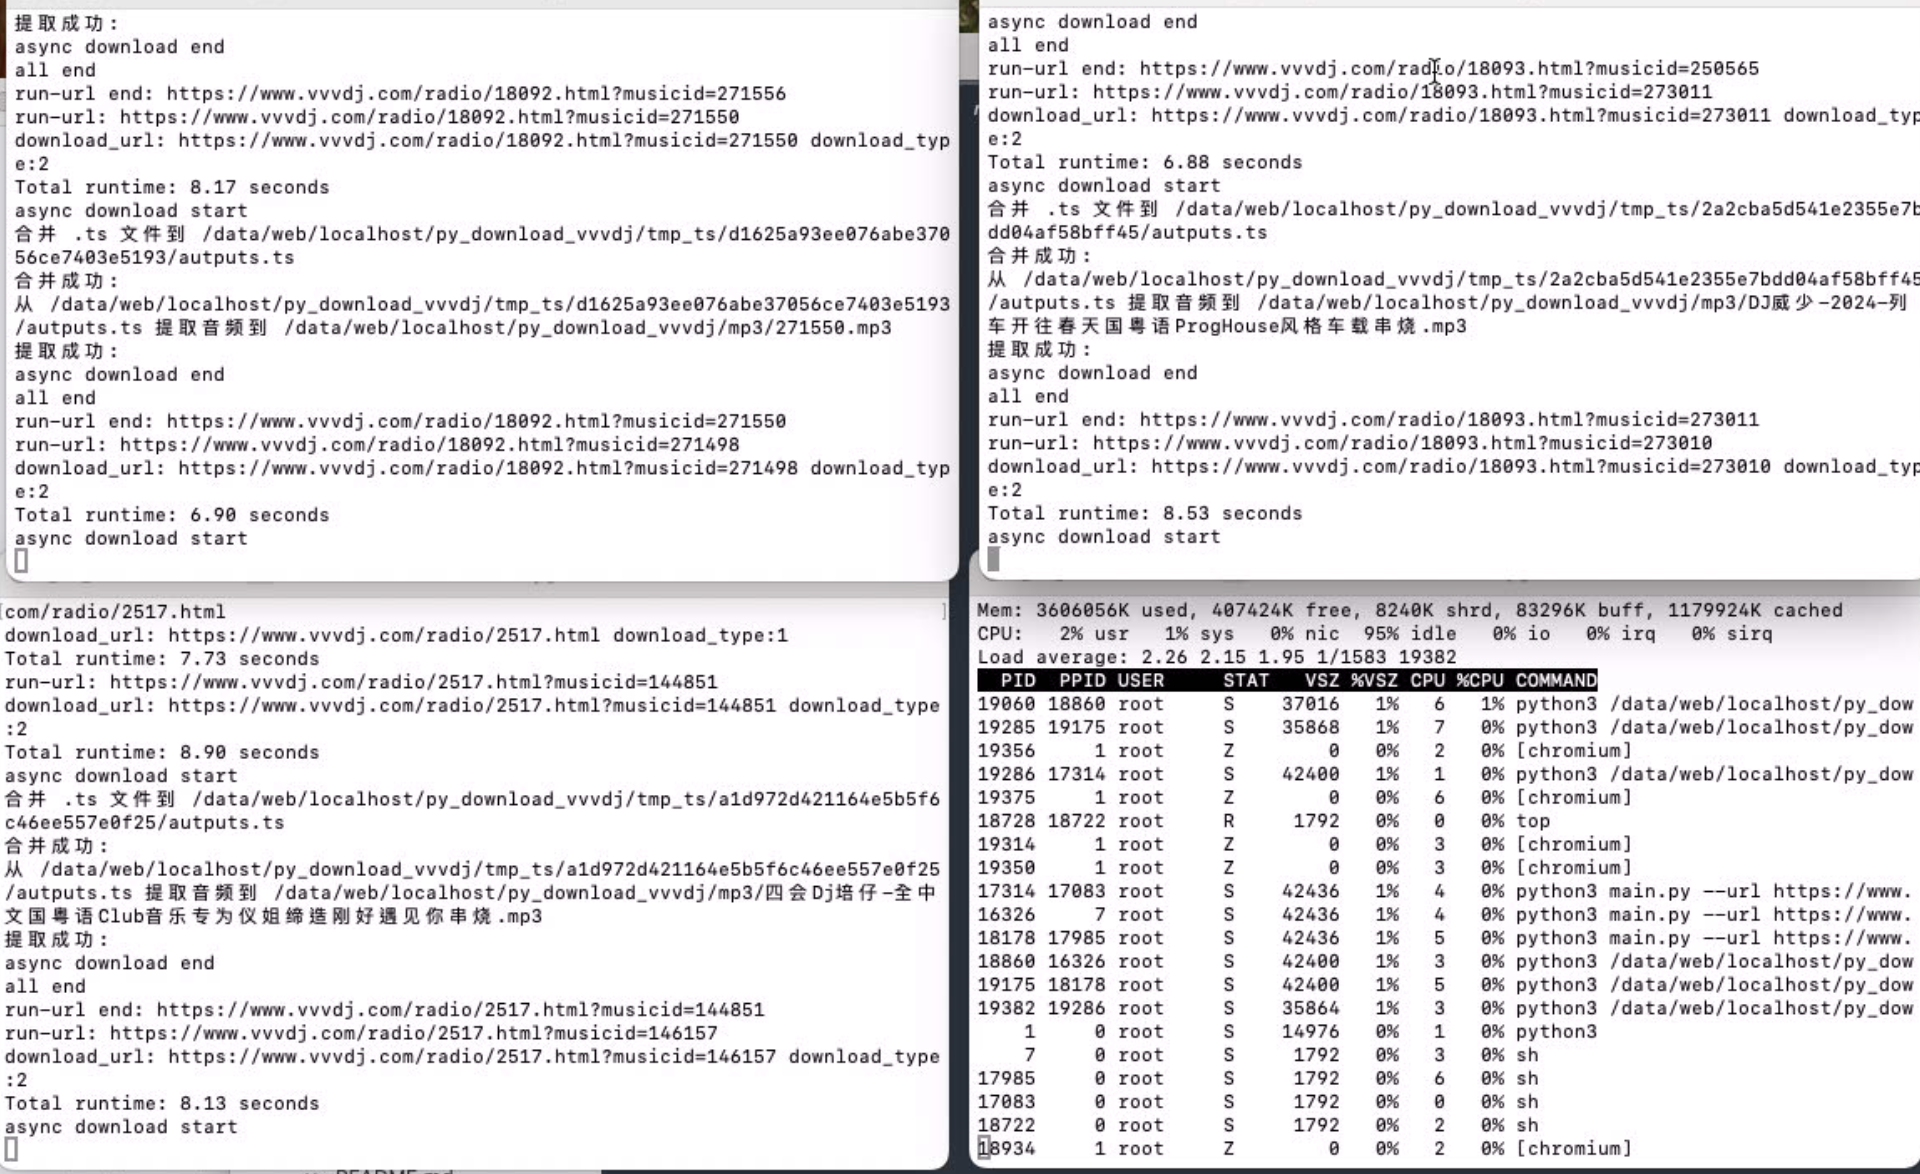 提取成功:
async download end
all end
run-url end: https://www.vvvdj.com/radio/18092.html?musicid=271556
run-url: https://www.vvvdj.com/radio/18092.html?musicid=271550
download_url: https://www.vvvdj.com/radio/18092.html?musicid=271550 download_typ
e:2
Total runtime: 8.17 seconds
async download start
合并 .ts 文件到 /data/web/localhost/py_download_vvvdj/tmp_ts/d1625a93ee076abe370
56ce7403e5193/autputs.ts
合并成功:
从 /data/web/localhost/py_download_vvvdj/tmp_ts/d1625a93ee076abe37056ce7403e5193
/autputs.ts 提取音频到 /data/web/localhost/py_download_vvvdj/mp3/271550.mp3
提取成功:
async download end
all end
run-url end: https://www.vvvdj.com/radio/18092.html?musicid=271550
run-url: https://www.vvvdj.com/radio/18092.html?musicid=271498
download_url: https://www.vvvdj.com/radio/18092.html?musicid=271498 download_typ
e:2
Total runtime: 6.90 seconds
async download start
async download end
all end
run-url end: https://www.vvvdj.com/radio/18093.html?musicid=250565
run-url: https://www.vvvdj.com/radio/18093.html?musicid=273011
download_url: https://www.vvvdj.com/radio/18093.html?musicid=273011 download_typ
e:2
Total runtime: 6.88 seconds
async download start
合并 .ts 文件到 /data/web/localhost/py_download_vvvdj/tmp_ts/2a2cba5d541e2355e7b
dd04af58bff45/autputs.ts
合并成功:
从 /data/web/localhost/py_download_vvvdj/tmp_ts/2a2cba5d541e2355e7bdd04af58bff45
/autputs.ts 提取音频到 /data/web/localhost/py_download_vvvdj/mp3/DJ威少-2024-列
车开往春天国粤语ProgHouse风格车载串烧.mp3
提取成功:
async download end
all end
run-url end: https://www.vvvdj.com/radio/18093.html?musicid=273011
run-url: https://www.vvvdj.com/radio/18093.html?musicid=273010
download_url: https://www.vvvdj.com/radio/18093.html?musicid=273010 download_typ
e:2
Total runtime: 8.53 seconds
async download start
[com/radio/2517.html ]
download_url: https://www.vvvdj.com/radio/2517.html download_type:1
Total runtime: 7.73 seconds
run-url: https://www.vvvdj.com/radio/2517.html?musicid=144851
download_url: https://www.vvvdj.com/radio/2517.html?musicid=144851 download_type
:2
Total runtime: 8.90 seconds
async download start
合并 .ts 文件到 /data/web/localhost/py_download_vvvdj/tmp_ts/a1d972d421164e5b5f6
c46ee557e0f25/autputs.ts
合并成功:
从 /data/web/localhost/py_download_vvvdj/tmp_ts/a1d972d421164e5b5f6c46ee557e0f25
/autputs.ts 提取音频到 /data/web/localhost/py_download_vvvdj/mp3/四会Dj培仔-全中
文国粤语Club音乐专为仪姐缔造刚好遇见你串烧.mp3
提取成功:
async download end
all end
run-url end: https://www.vvvdj.com/radio/2517.html?musicid=144851
run-url: https://www.vvvdj.com/radio/2517.html?musicid=146157
download_url: https://www.vvvdj.com/radio/2517.html?musicid=146157 download_type
:2
Total runtime: 8.13 seconds
async download start
Mem: 3606056K used, 407424K free, 8240K shrd, 83296K buff, 1179924K cached
CPU: 2% usr 1% sys 0% nic 95% idle 0% io 0% irq 0% sirq
Load average: 2.26 2.15 1.95 1/1583 19382
PID PPID USER STAT VSZ %VSZ CPU %CPU COMMAND
19060 18860 root S 37016 1% 6 1% python3 /data/web/localhost/py_dow
19285 19175 root S 35868 1% 7 0% python3 /data/web/localhost/py_dow
19356 1 root Z 0 0% 2 0% [chromium]
19286 17314 root S 42400 1% 1 0% python3 /data/web/localhost/py_dow
19375 1 root Z 0 0% 6 0% [chromium]
18728 18722 root R 1792 0% 0 0% top
19314 1 root Z 0 0% 3 0% [chromium]
19350 1 root Z 0 0% 3 0% [chromium]
17314 17083 root S 42436 1% 4 0% python3 main.py --url https://www.
16326 7 root S 42436 1% 4 0% python3 main.py --url https://www.
18178 17985 root S 42436 1% 5 0% python3 main.py --url https://www.
18860 16326 root S 42400 1% 3 0% python3 /data/web/localhost/py_dow
19175 18178 root S 42400 1% 5 0% python3 /data/web/localhost/py_dow
19382 19286 root S 35864 1% 3 0% python3 /data/web/localhost/py_dow
1 0 root S 14976 0% 1 0% python3
7 0 root S 1792 0% 3 0% sh
17985 0 root S 1792 0% 6 0% sh
17083 0 root S 1792 0% 0 0% sh
18722 0 root S 1792 0% 2 0% sh
18934 1 root Z 0 0% 2 0% [chromium]
README.md